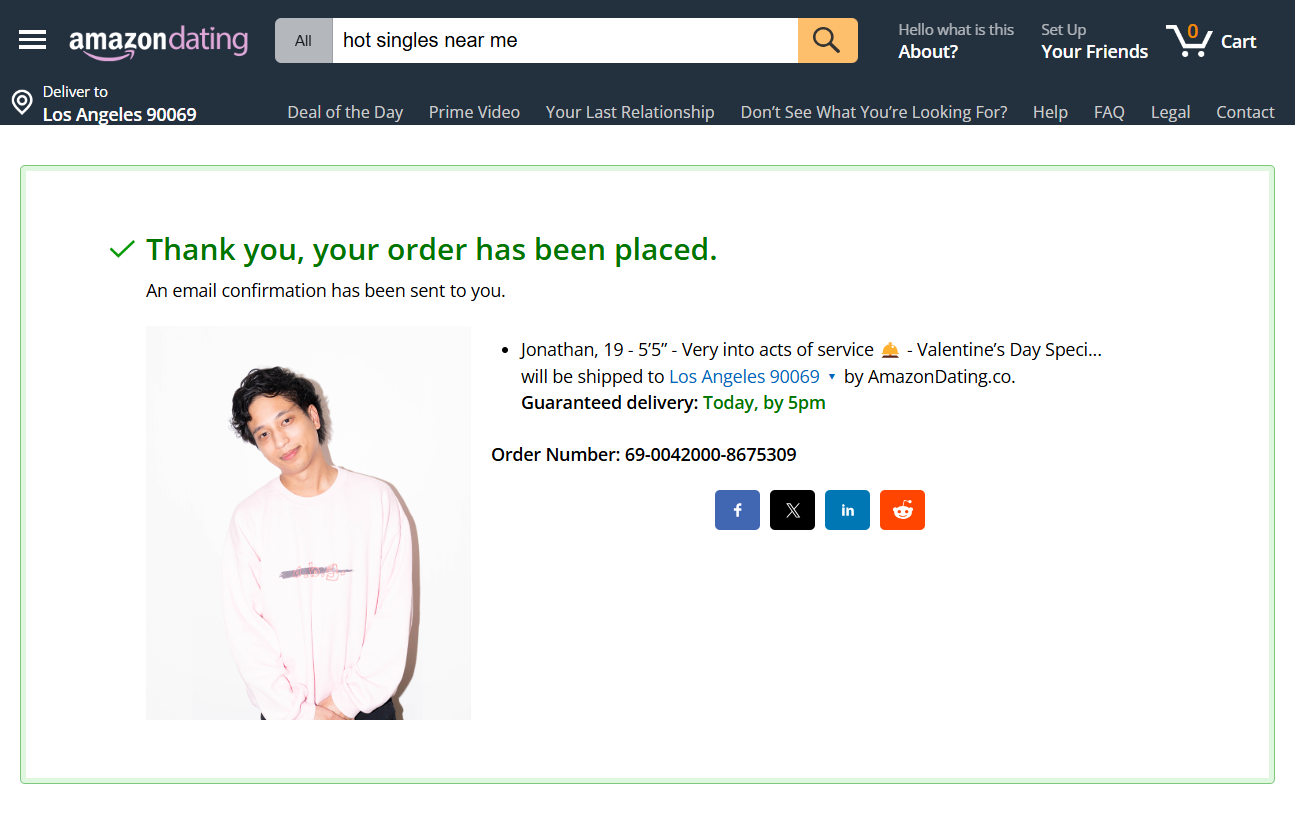 amazondating
All
hot singles near me
Hello what is this
About?
Set Up
Your Friends
0
Cart
Deliver to
Los Angeles 90069
Deal of the Day
Prime Video
Your Last Relationship
Don’t See What You’re Looking For?
Help
FAQ
Legal
Contact
Thank you, your order has been placed.
An email confirmation has been sent to you.
Jonathan, 19 - 5’5” - Very into acts of service 🛎️ - Valentine’s Day Speci...
will be shipped to Los Angeles 90069 ▾ by AmazonDating.co.
Guaranteed delivery: Today, by 5pm
Order Number: 69-0042000-8675309
f
X
in